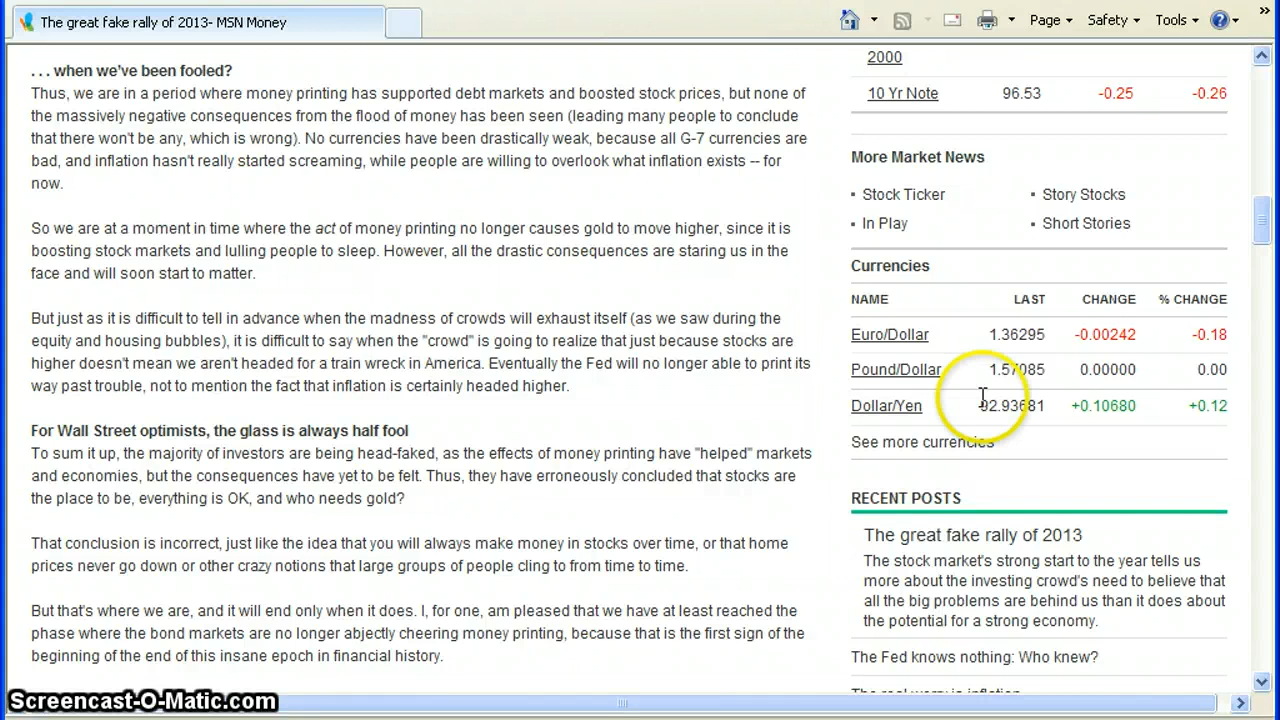 The great fake rally of 2013- MSN Money
Page
Safety
Tools
. . . when we've been fooled?
Thus, we are in a period where money printing has supported debt markets and boosted stock prices, but none of
the massively negative consequences from the flood of money has been seen (leading many people to conclude
that there won't be any, which is wrong). No currencies have been drastically weak, because all G-7 currencies are
bad, and inflation hasn't really started screaming, while people are willing to overlook what inflation exists -- for
now.
So we are at a moment in time where the act of money printing no longer causes gold to move higher, since it is
boosting stock markets and lulling people to sleep. However, all the drastic consequences are staring us in the
face and will soon start to matter.
But just as it is difficult to tell in advance when the madness of crowds will exhaust itself (as we saw during the
equity and housing bubbles), it is difficult to say when the "crowd" is going to realize that just because stocks are
higher doesn't mean we aren't headed for a train wreck in America. Eventually the Fed will no longer able to print its
way past trouble, not to mention the fact that inflation is certainly headed higher.
For Wall Street optimists, the glass is always half fool
To sum it up, the majority of investors are being head-faked, as the effects of money printing have "helped" markets
and economies, but the consequences have yet to be felt. Thus, they have erroneously concluded that stocks are
the place to be, everything is OK, and who needs gold?
That conclusion is incorrect, just like the idea that you will always make money in stocks over time, or that home
prices never go down or other crazy notions that large groups of people cling to from time to time.
But that's where we are, and it will end only when it does. I, for one, am pleased that we have at least reached the
phase where the bond markets are no longer abjectly cheering money printing, because that is the first sign of the
beginning of the end of this insane epoch in financial history.
2000
10 Yr Note 96.53 -0.25 -0.26
More Market News
Stock Ticker Story Stocks
In Play Short Stories
Currencies
NAME LAST CHANGE % CHANGE
Euro/Dollar 1.36295 -0.00242 -0.18
Pound/Dollar 1.57085 0.00000 0.00
Dollar/Yen 92.93681 +0.10680 +0.12
See more currencies
RECENT POSTS
The great fake rally of 2013
The stock market's strong start to the year tells us
more about the investing crowd's need to believe that
all the big problems are behind us than it does about
the potential for a strong economy.
The Fed knows nothing: Who knew?
The real worry is inflation
Screencast-O-Matic.com